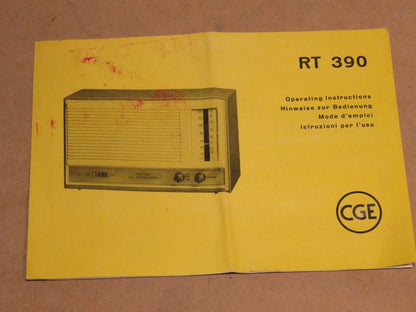 RT 390
Operating instructions
Hinweise zur Bedienung
Mode d'emploi
Istruzioni per l'uso
CGE